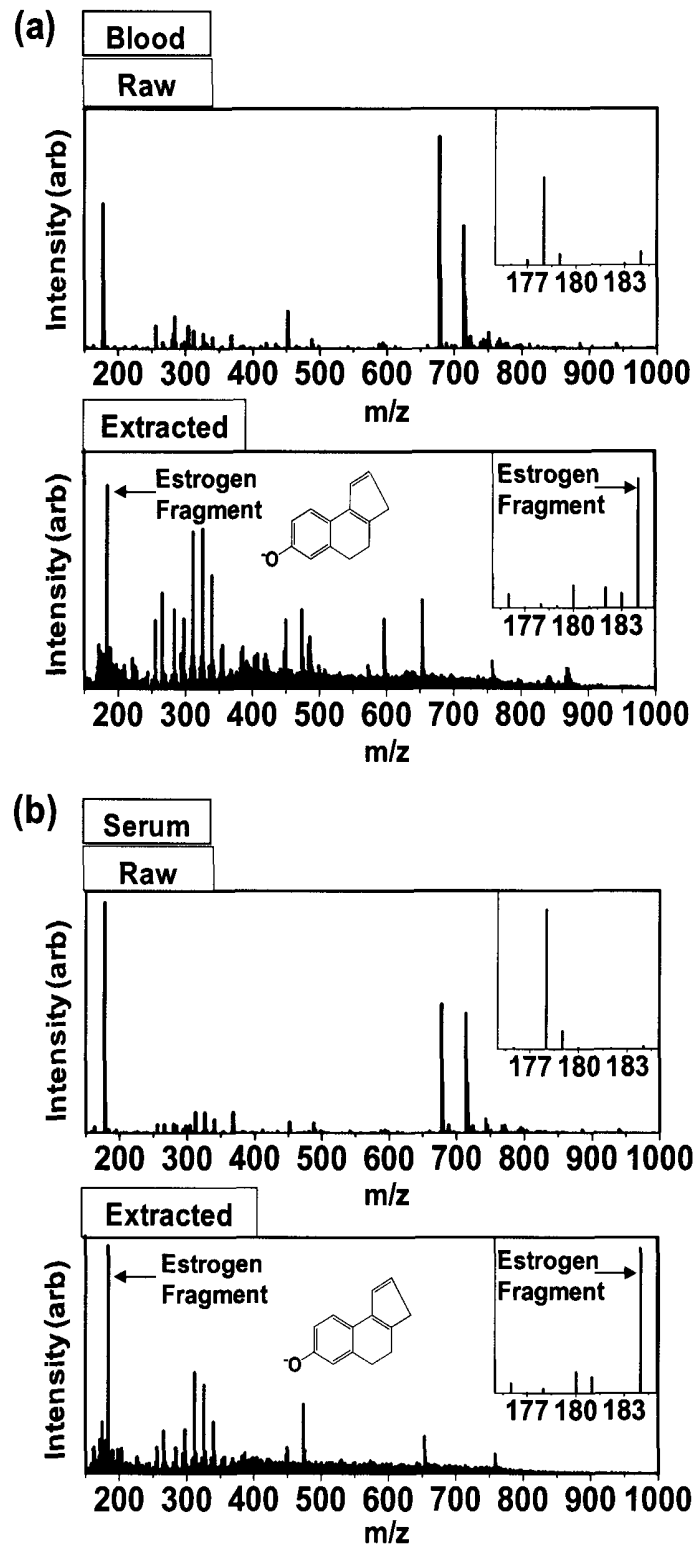 (a)
Blood
Raw
Intensity (arb)
177 180 183
200 300 400 500 600 700 800 900 1000
m/z
Extracted
Intensity (arb)
Estrogen
Fragment
-O
Estrogen
Fragment
177 180 183
200 300 400 500 600 700 800 900 1000
m/z
(b)
Serum
Raw
Intensity (arb)
177 180 183
200 300 400 500 600 700 800 900 1000
m/z
Extracted
Intensity (arb)
Estrogen
Fragment
-O
Estrogen
Fragment
177 180 183
200 300 400 500 600 700 800 900 1000
m/z